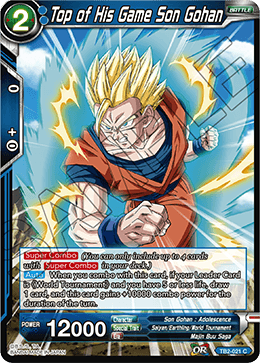 2
Top of His Game Son Gohan
BATTLE
0 + 0
Super Combo (You can only include up to 4 cards
with Super Combo in your deck.)
Auto When you combo with this card, if your Leader Card
is {World Tournament} and you have 5 or less life, draw
1 card, and this card gains +10000 combo power for the
duration of the turn.
POWER 12000
Character Son Gohan : Adolescence
Special Trait Saiyan/Earthling/World Tournament
Era Majin Buu Saga
TB2-021 C